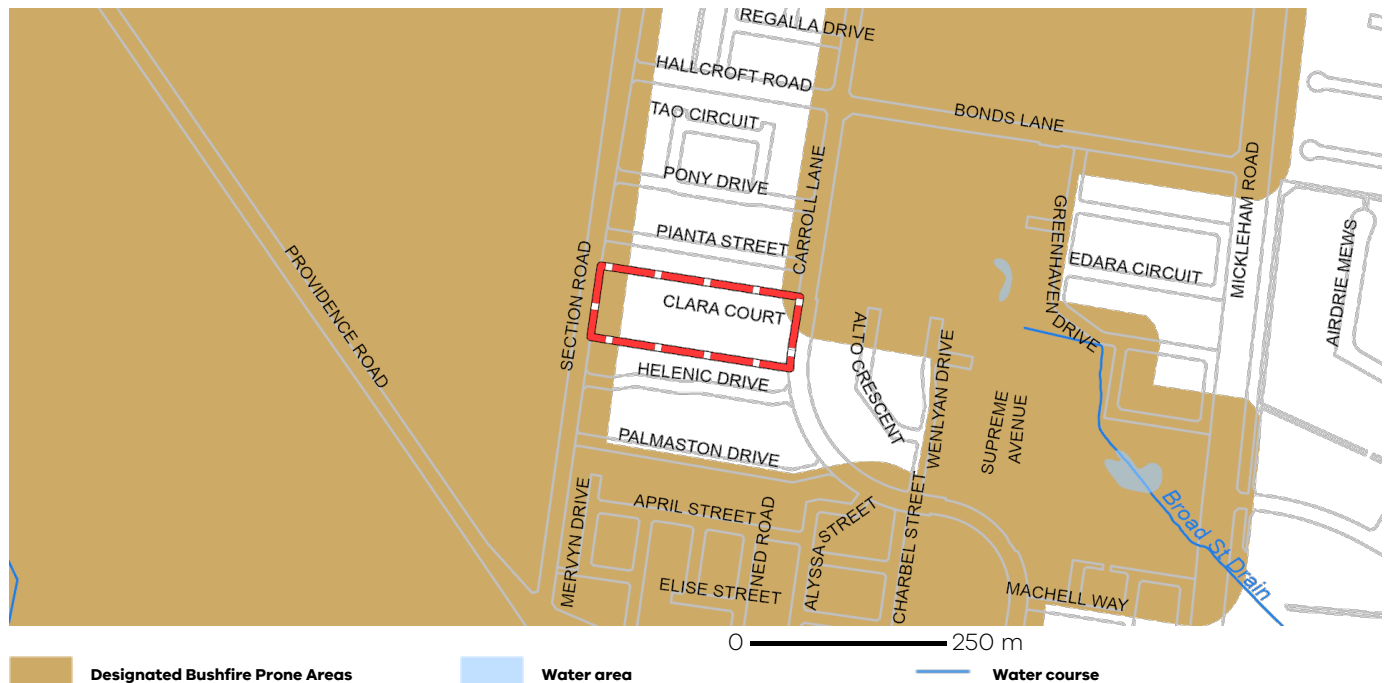 REGALLA DRIVE
HALLCROFT ROAD
TAO CIRCUIT
BONDS LANE
PONY DRIVE
CARROLL LANE
MICKLEHAM ROAD
GREENHAVEN
DRIVE
PIANTA STREET
EDARA CIRCUIT
AIRDRIE MEWS
PROVIDENCE ROAD
SECTION ROAD
CLARA COURT
ALTO CRESCENT
WENLYAN DRIVE
HELENIC DRIVE
SUPREME
AVENUE
PALMASTON DRIVE
MERVYN DRIVE
APRIL STREET
NED ROAD
ALYSSA STREET
CHARBEL STREET
Broad St Drain
ELISE STREET
MACHELL WAY
0 250 m
Designated Bushfire Prone Areas
Water area
Water course